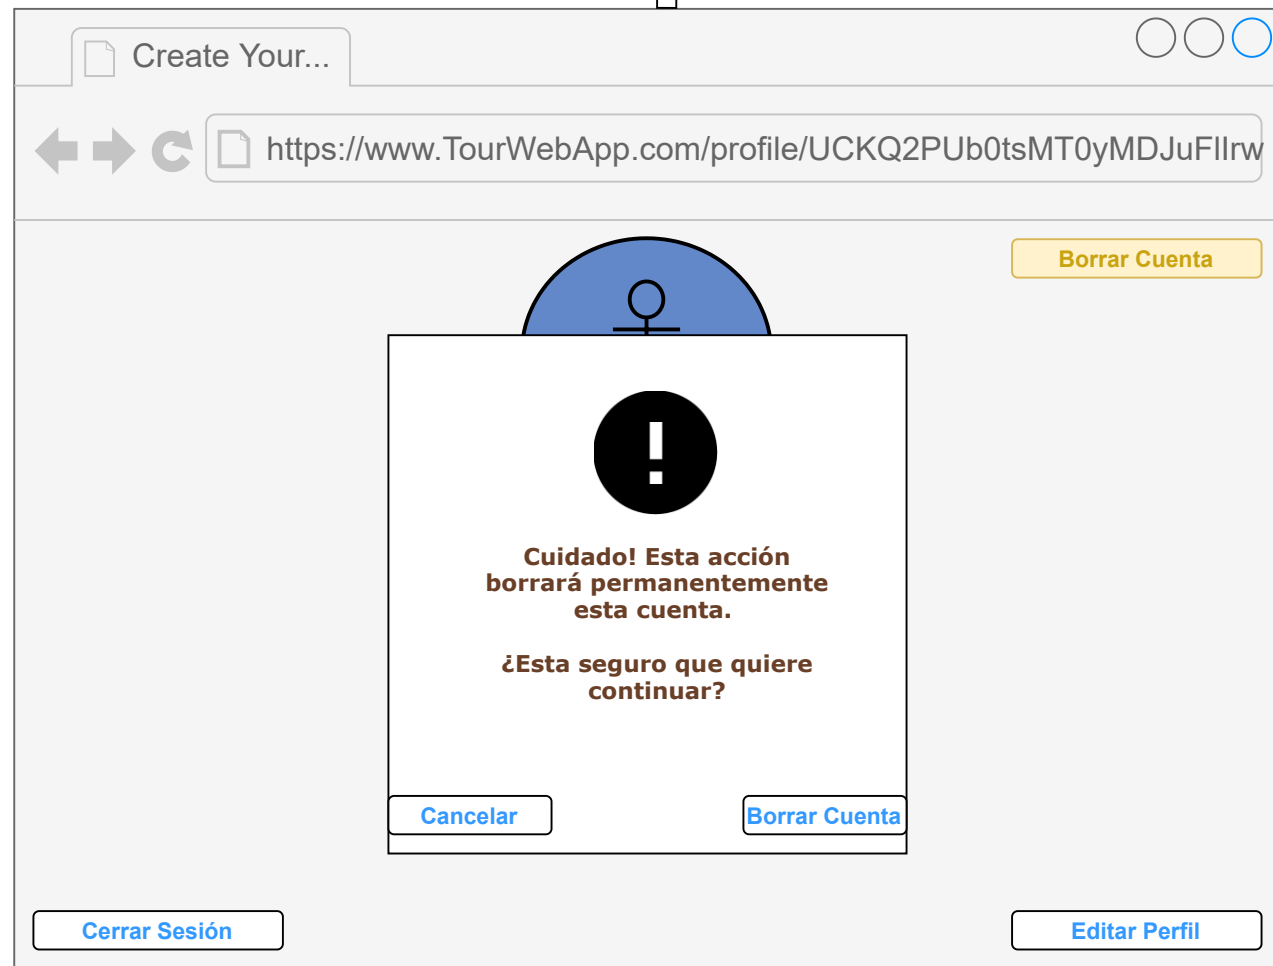 Create Your...
https://www.TourWebApp.com/profile/UCKQ2PUb0tsMT0yMDJuFlIrw
Borrar Cuenta
!
Cuidado! Esta acción
borrará permanentemente
esta cuenta.
¿Esta seguro que quiere
continuar?
Cancelar
Borrar Cuenta
Cerrar Sesión
Editar Perfil